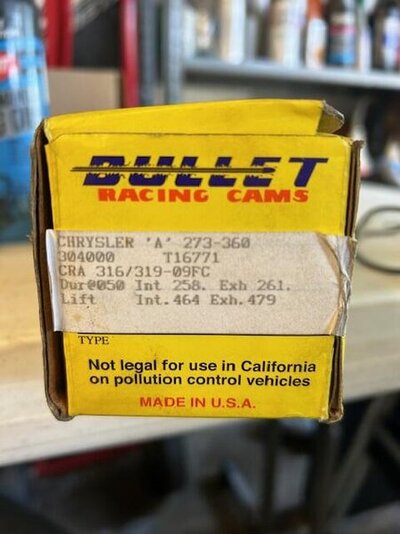 BULLET
RACING CAMS
CHRYSLER 'A' 273-360
304000 T16771
CRA 316/319-09FC
Dur@050 Int 258. Exh 261.
Lift Int.464 Exh.479
TYPE
Not legal for use in California
on pollution control vehicles
MADE IN U.S.A.